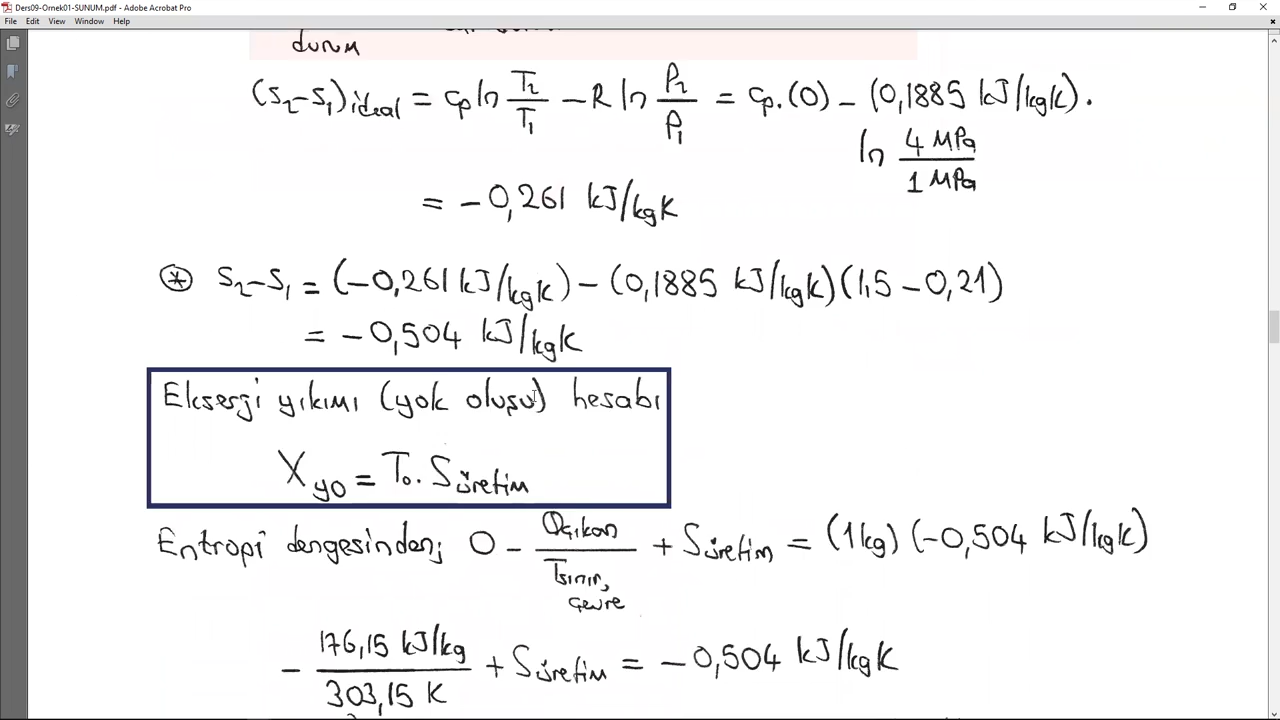 Ders09-Ornek01-SUNUM.pdf - Adobe Acrobat Pro
File Edit View Window Help
durum
(s₂-s₁)ideal = cp ln T₂/T₁ - R ln P₂/P₁ = cp.(0) - (0,1885 kJ/kgK).
ln 4 MPa/1 MPa
= -0,261 kJ/kgK
* s₂-s₁ = (-0,261 kJ/kgK) - (0,1885 kJ/kgK)(1,5 - 0,21)
= -0,504 kJ/kgK
Ekserji yıkımı (yok oluşu) hesabı
Xyo = To. Süretim
Entropi dengesinden; 0 - Qçıkan/Tsınır, çevre + Süretim = (1kg) (-0,504 kJ/kgK)
- 176,15 kJ/kg / 303,15 K + Süretim = -0,504 kJ/kgK